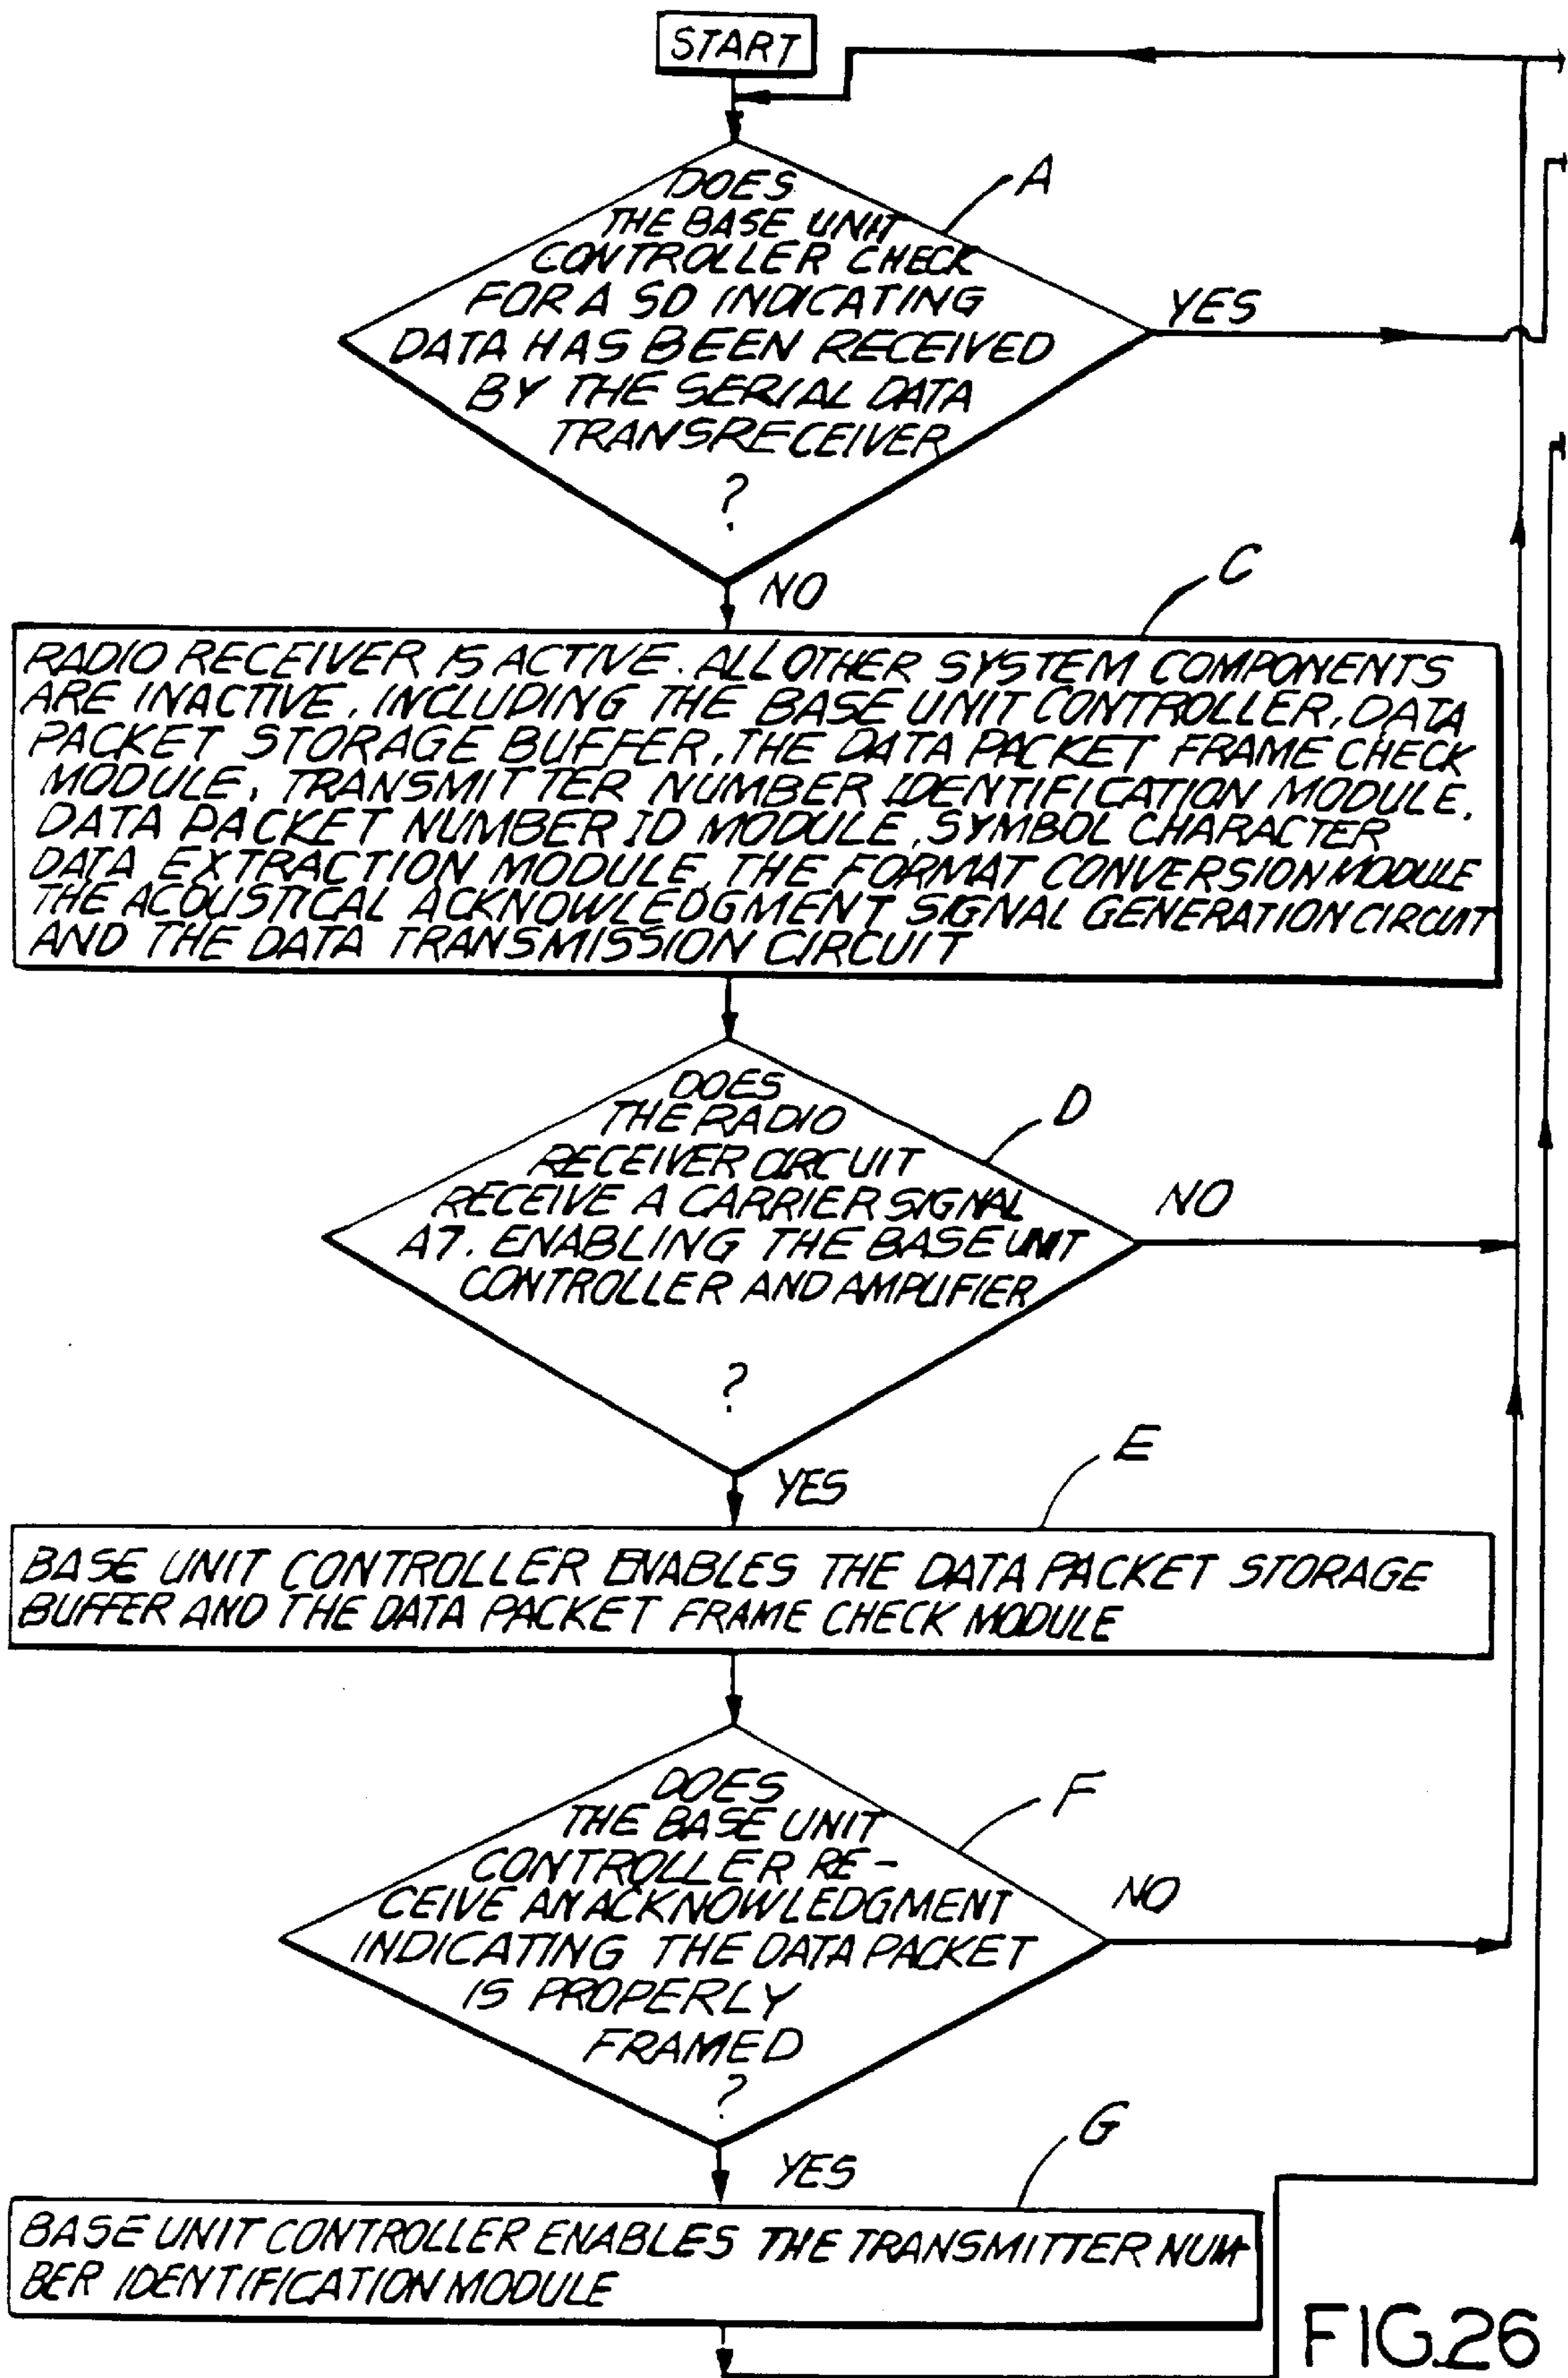 START
A
DOES
THE BASE UNIT
CONTROLLER CHECK
FOR A SD INDICATING
DATA HAS BEEN RECEIVED
BY THE SERIAL DATA
TRANSRECEIVER
?
YES
NO
C
RADIO RECEIVER IS ACTIVE. ALL OTHER SYSTEM COMPONENTS
ARE INACTIVE, INCLUDING THE BASE UNIT CONTROLLER, DATA
PACKET STORAGE BUFFER, THE DATA PACKET FRAME CHECK
MODULE, TRANSMITTER NUMBER IDENTIFICATION MODULE,
DATA PACKET NUMBER ID MODULE, SYMBOL CHARACTER
DATA EXTRACTION MODULE, THE FORMAT CONVERSION MODULE
THE ACOUSTICAL ACKNOWLEDGMENT SIGNAL GENERATION CIRCUIT
AND THE DATA TRANSMISSION CIRCUIT
D
DOES
THE RADIO
RECEIVER CIRCUIT
RECEIVE A CARRIER SIGNAL
A7. ENABLING THE BASE UNIT
CONTROLLER AND AMPLIFIER
?
NO
YES
E
BASE UNIT CONTROLLER ENABLES THE DATA PACKET STORAGE
BUFFER AND THE DATA PACKET FRAME CHECK MODULE
F
DOES
THE BASE UNIT
CONTROLLER RE-
CEIVE AN ACKNOWLEDGMENT
INDICATING THE DATA PACKET
IS PROPERLY
FRAMED
?
NO
YES
G
BASE UNIT CONTROLLER ENABLES THE TRANSMITTER NUM-
BER IDENTIFICATION MODULE
FIG.26